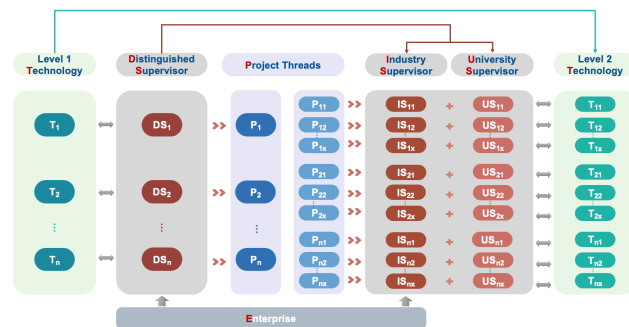 Level 1
Technology
Distinguished
Supervisor
Project Threads
Industry
Supervisor
University
Supervisor
Level 2
Technology
T1 DS1 P1 P11 IS11 + US11 T11
P12 IS12 + US12 T12
P1x IS1x + US1x T1x
T2 DS2 P2 P21 IS21 + US21 T21
P22 IS22 + US22 T22
P2x IS2x + US2x T2x
Tn DSn Pn Pn1 ISn1 + USn1 Tn1
Pn2 ISn2 + USn2 Tn2
Pnx ISnx + USnx Tnx
Enterprise